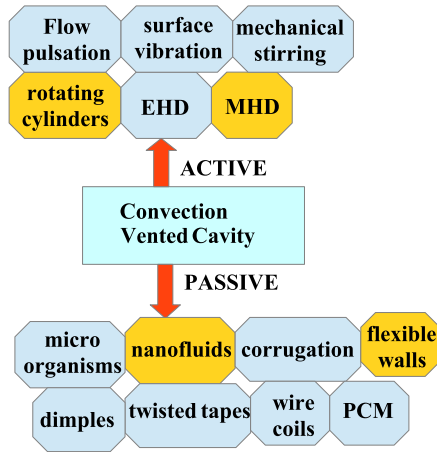 Flow
pulsation
surface
vibration
mechanical
stirring
rotating
cylinders
EHD
MHD
ACTIVE
Convection
Vented Cavity
PASSIVE
micro
organisms
nanofluids
corrugation
flexible
walls
dimples
twisted tapes
wire
coils
PCM